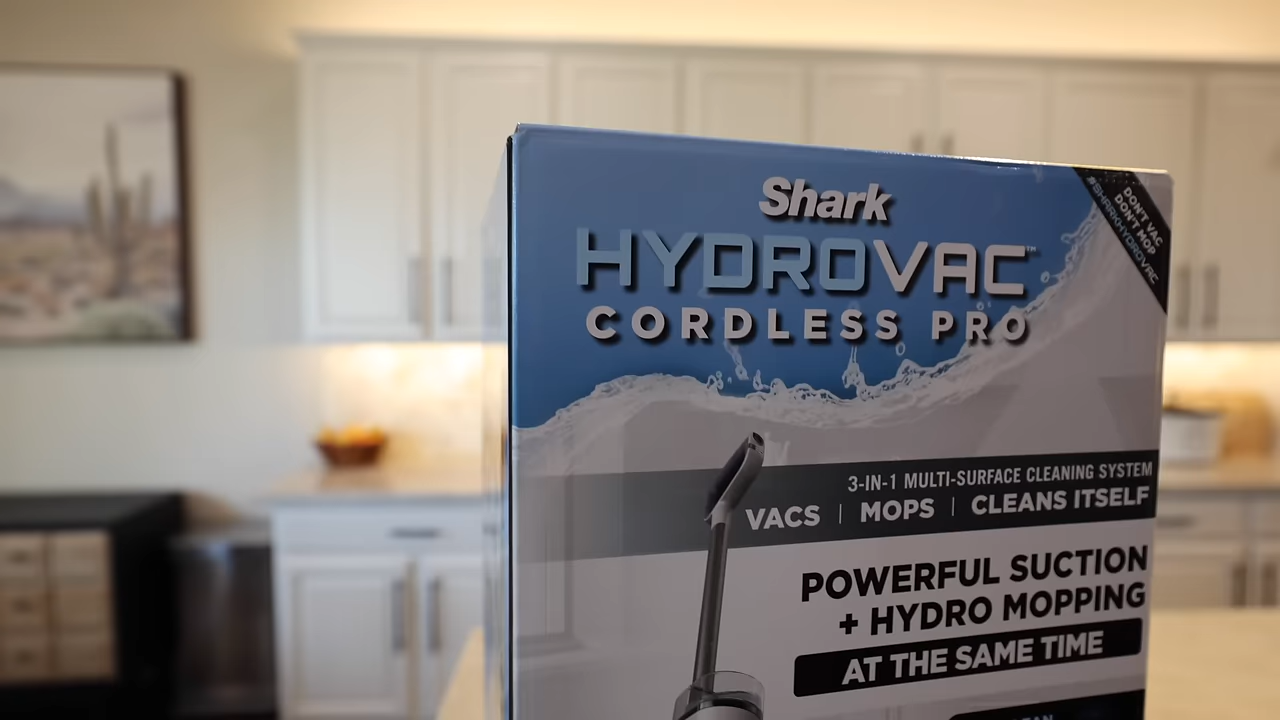 Shark
HYDROVAC™
CORDLESS PRO
DON'T VAC
DON'T MOP
#SHARKHYDROVAC
3-IN-1 MULTI-SURFACE CLEANING SYSTEM
VACS | MOPS | CLEANS ITSELF
POWERFUL SUCTION
+ HYDRO MOPPING
AT THE SAME TIME